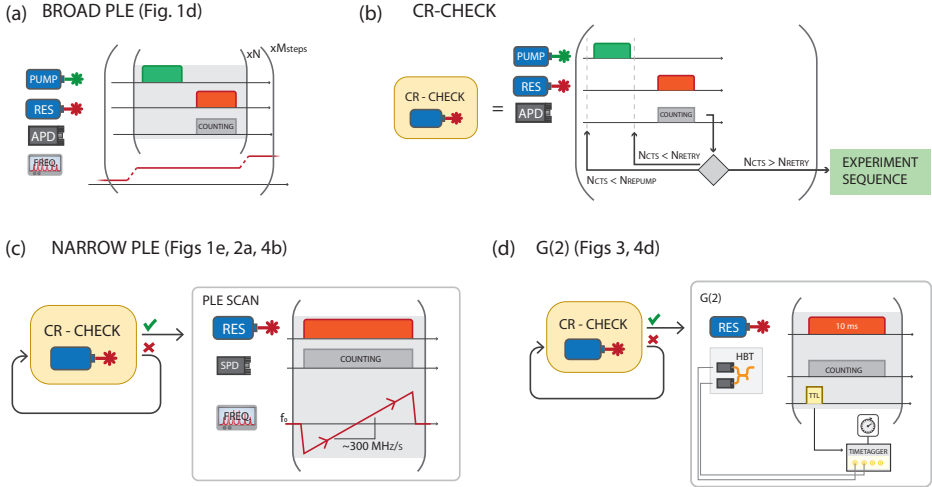 (a) BROAD PLE (Fig. 1d)
xN
xMsteps
PUMP
RES
APD
COUNTING
FREQ
(b) CR-CHECK
CR - CHECK
=
PUMP
RES
APD
COUNTING
NCTS < NRETRY
NCTS > NRETRY
NCTS < NREPUMP
EXPERIMENT
SEQUENCE
(c) NARROW PLE (Figs 1e, 2a, 4b)
CR - CHECK
PLE SCAN
RES
SPD
COUNTING
FREQ
f₀
~300 MHz/s
(d) G(2) (Figs 3, 4d)
CR - CHECK
G(2)
RES
10 ms
HBT
COUNTING
TTL
TIMETAGGER